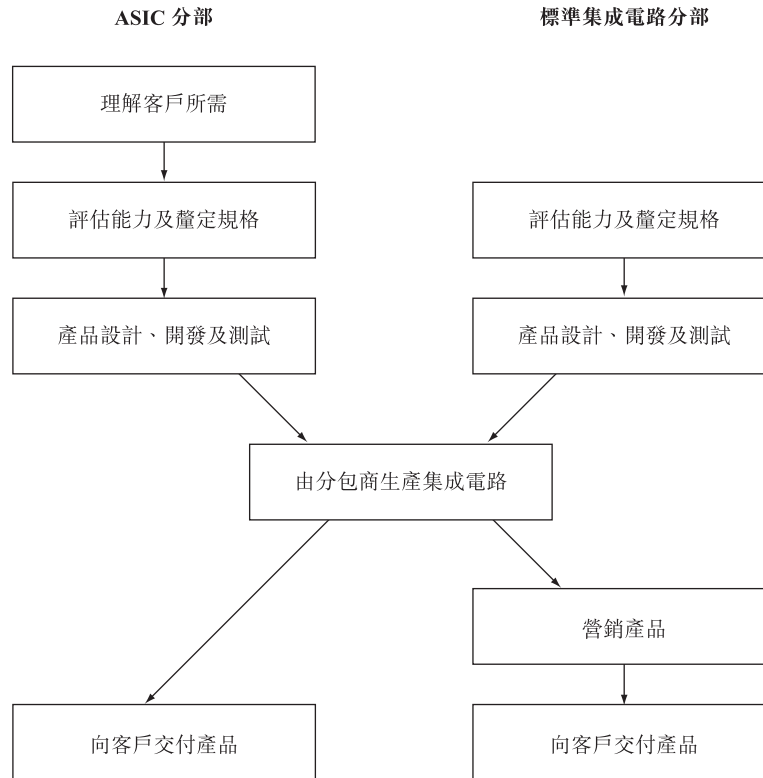 ASIC 分部
標準集成電路分部
理解客戶所需
評估能力及釐定規格
評估能力及釐定規格
產品設計、開發及測試
產品設計、開發及測試
由分包商生產集成電路
營銷產品
向客戶交付產品
向客戶交付產品